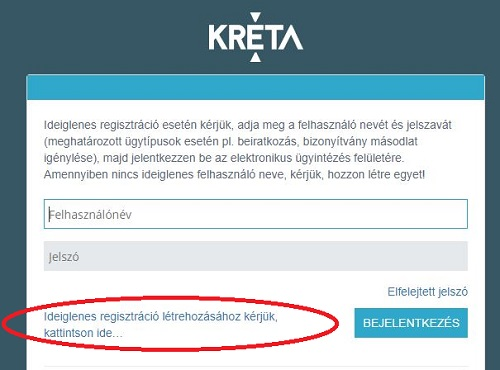 KRÉTA
Ideiglenes regisztráció esetén kérjük, adja meg a felhasználó nevét és jelszavát
(meghatározott ügytípusok esetén pl. beiratkozás, bizonyítvány másodlat
igénylése), majd jelentkezzen be az elektronikus ügyintézés felületére.
Amennyiben nincs ideiglenes felhasználó neve, kérjük, hozzon létre egyet!
Felhasználónév
Jelszó
Elfelejtett jelszó
Ideiglenes regisztráció létrehozásához kérjük,
kattintson ide...
BEJELENTKEZÉS